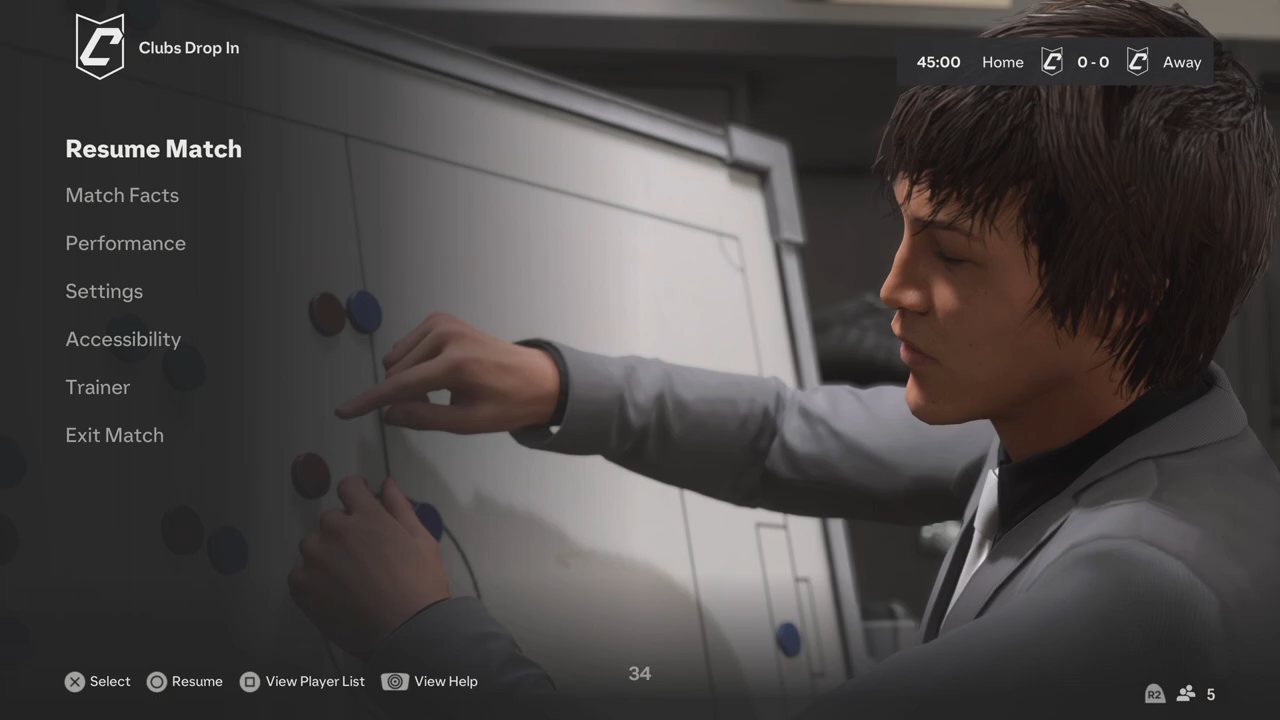 Clubs Drop In
45:00 Home 0 - 0 Away
Resume Match
Match Facts
Performance
Settings
Accessibility
Trainer
Exit Match
34
Select Resume View Player List View Help
R2 5